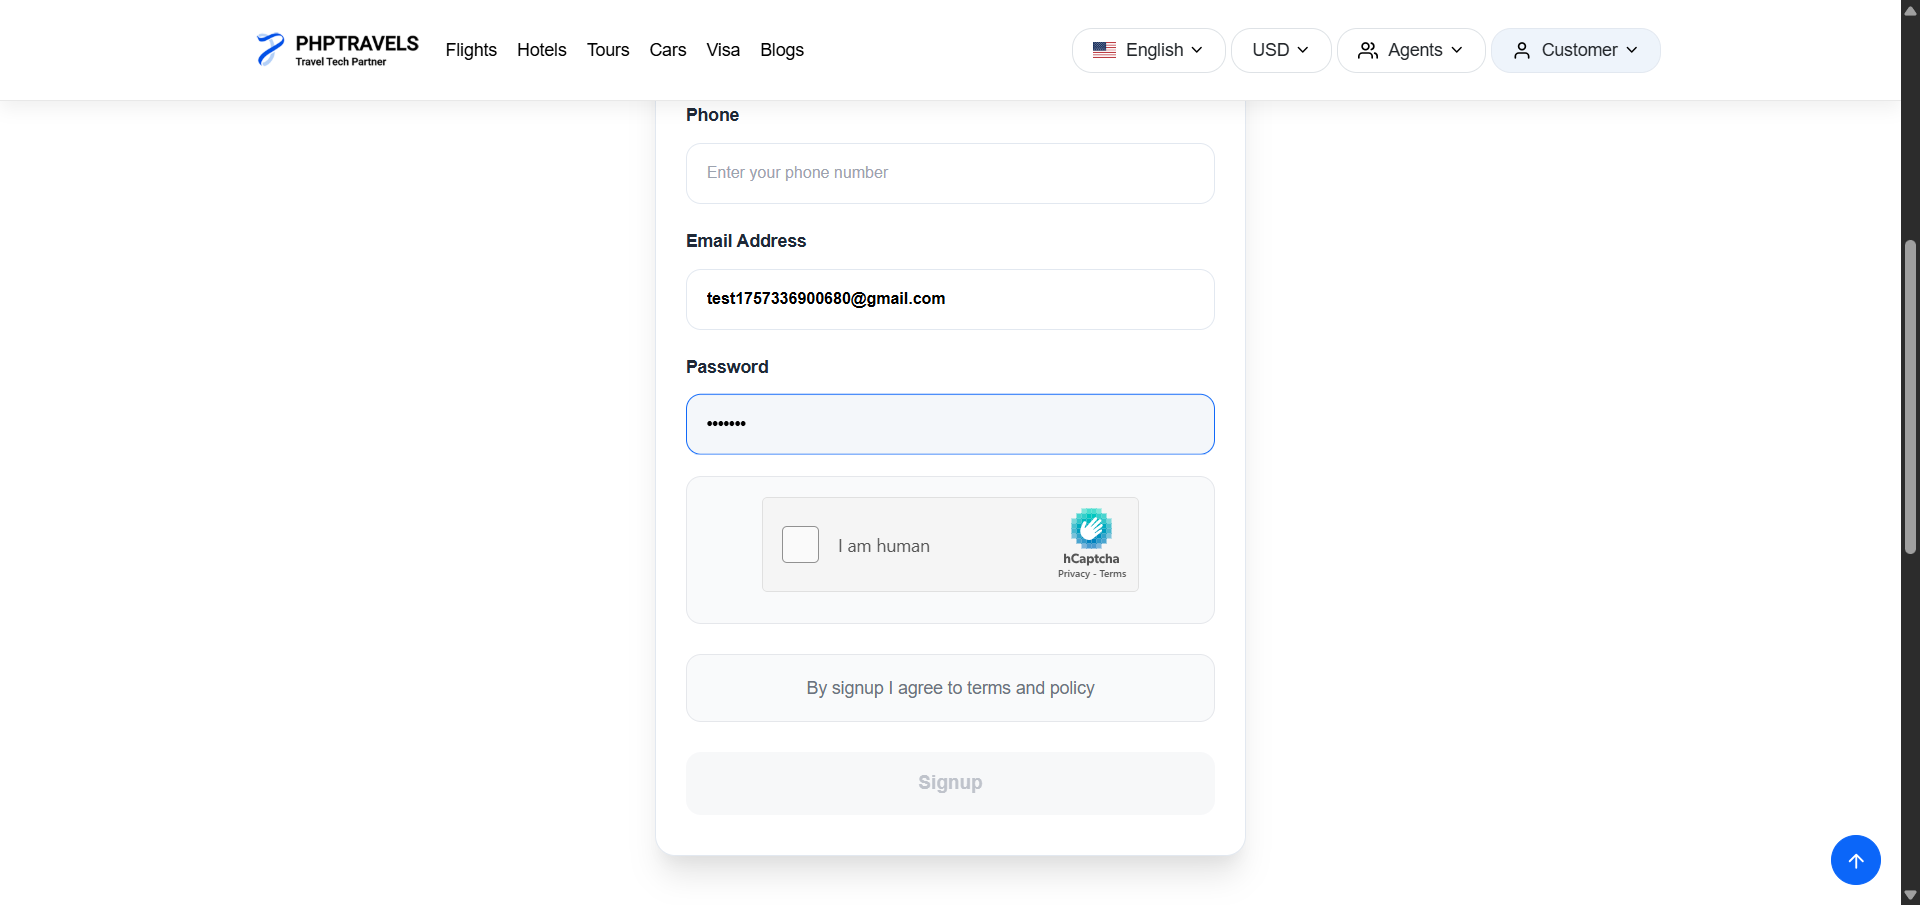 PHPTRAVELS
Travel Tech Partner
Flights Hotels Tours Cars Visa Blogs
English USD Agents Customer
Phone
Enter your phone number
Email Address
test1757336900680@gmail.com
Password
•••••••
I am human
hCaptcha
Privacy - Terms
By signup I agree to terms and policy
Signup